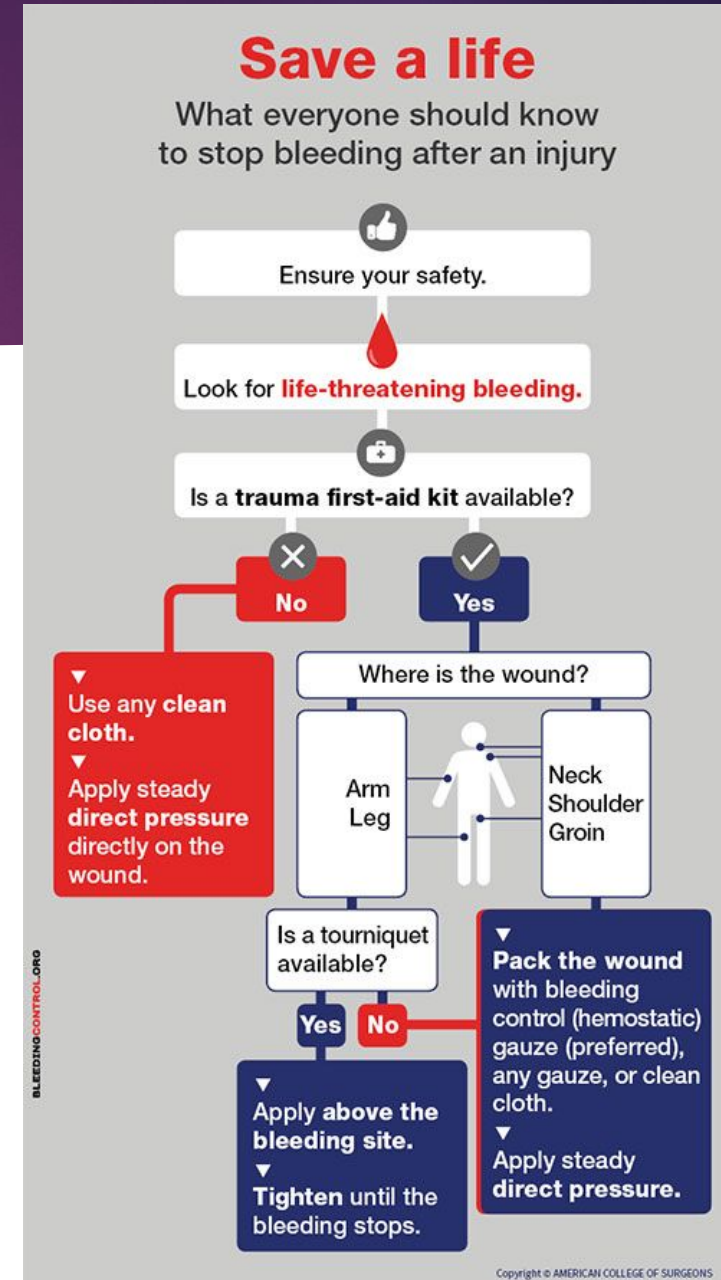 Save a life
What everyone should know
to stop bleeding after an injury
Ensure your safety.
Look for life-threatening bleeding.
Is a trauma first-aid kit available?
No
Yes
▼
Use any clean
cloth.
▼
Apply steady
direct pressure
directly on the
wound.
Where is the wound?
Arm
Leg
Neck
Shoulder
Groin
Is a tourniquet
available?
Yes
No
▼
Apply above the
bleeding site.
▼
Tighten until the
bleeding stops.
▼
Pack the wound
with bleeding
control (hemostatic)
gauze (preferred),
any gauze, or clean
cloth.
▼
Apply steady
direct pressure.
BLEEDINGCONTROL.ORG
Copyright © AMERICAN COLLEGE OF SURGEONS